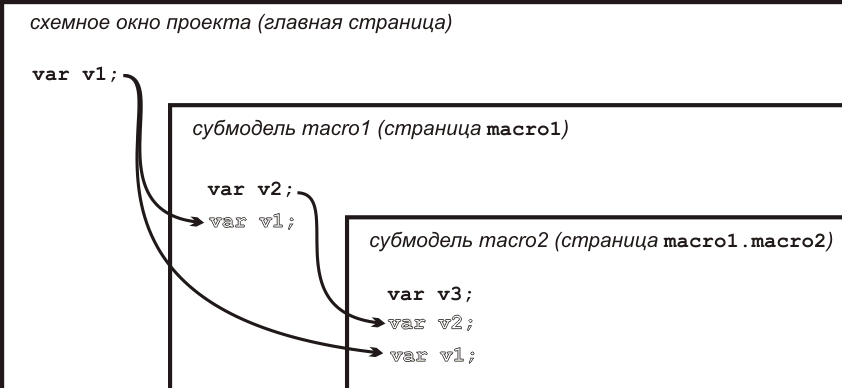 схемное окно проекта (главная страница)
var v1;
субмодель macro1 (страница macro1)
var v2;
var v1;
субмодель macro2 (страница macro1.macro2)
var v3;
var v2;
var v1;